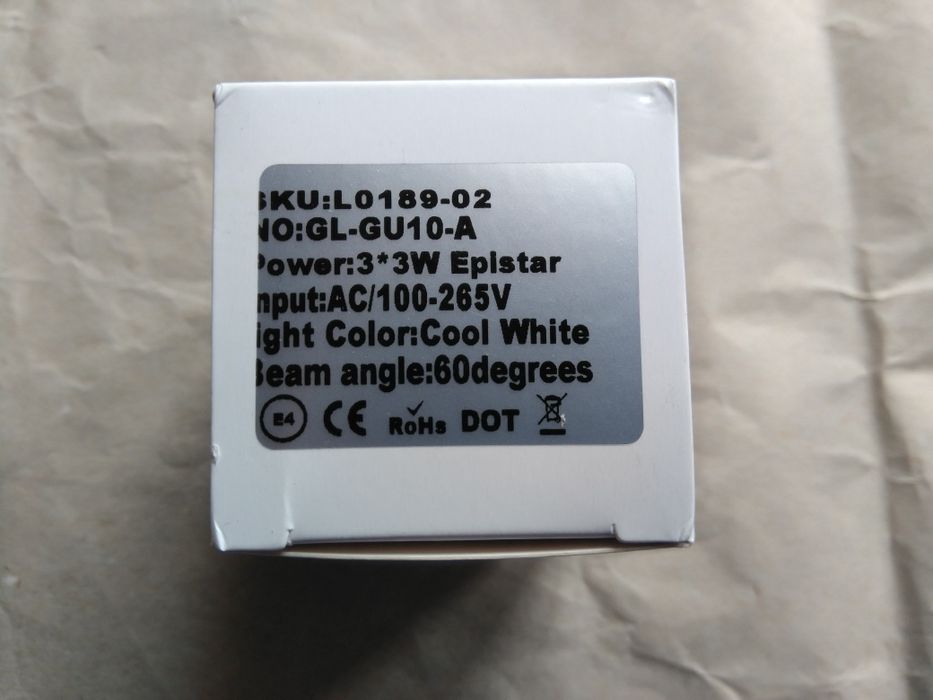 SKU:L0189-02
NO:GL-GU10-A
Power:3*3W Epistar
Input:AC/100-265V
ight Color:Cool White
Beam angle:60degrees
E4 CE RoHs DOT